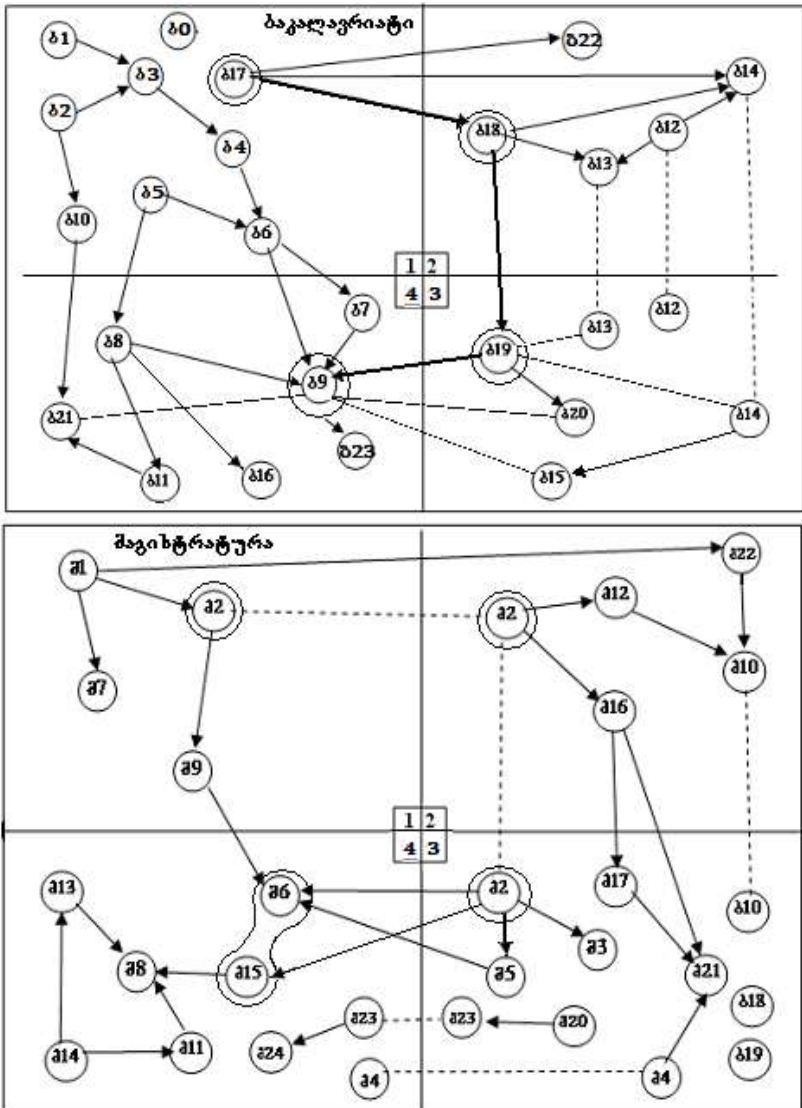 ბაკალავრიატი
ბ1
ბ0
ბ22
ბ3
ბ17
ბ14
ბ2
ბ18
ბ12
ბ4
ბ13
ბ5
ბ10
ბ6
1 2
4 3
ბ7
ბ12
ბ13
ბ8
ბ19
ბ9
ბ21
ბ20
ბ14
ბ23
ბ11
ბ16
ბ15
მაგისტრატურა
მ1
მ22
მ2
მ2
მ12
მ7
მ10
მ16
მ9
1 2
4 3
მ13
მ6
მ2
მ17
ბ10
მ3
მ8
მ15
მ5
მ21
ბ18
მ23
მ23
მ20
მ14
მ11
მ24
ბ19
მ4
მ4